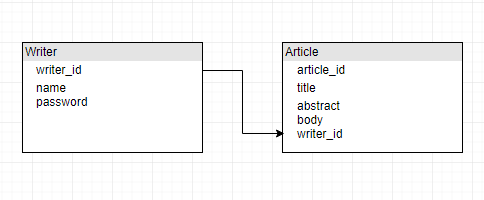 Writer
writer_id
name
password
Article
article_id
title
abstract
body
writer_id